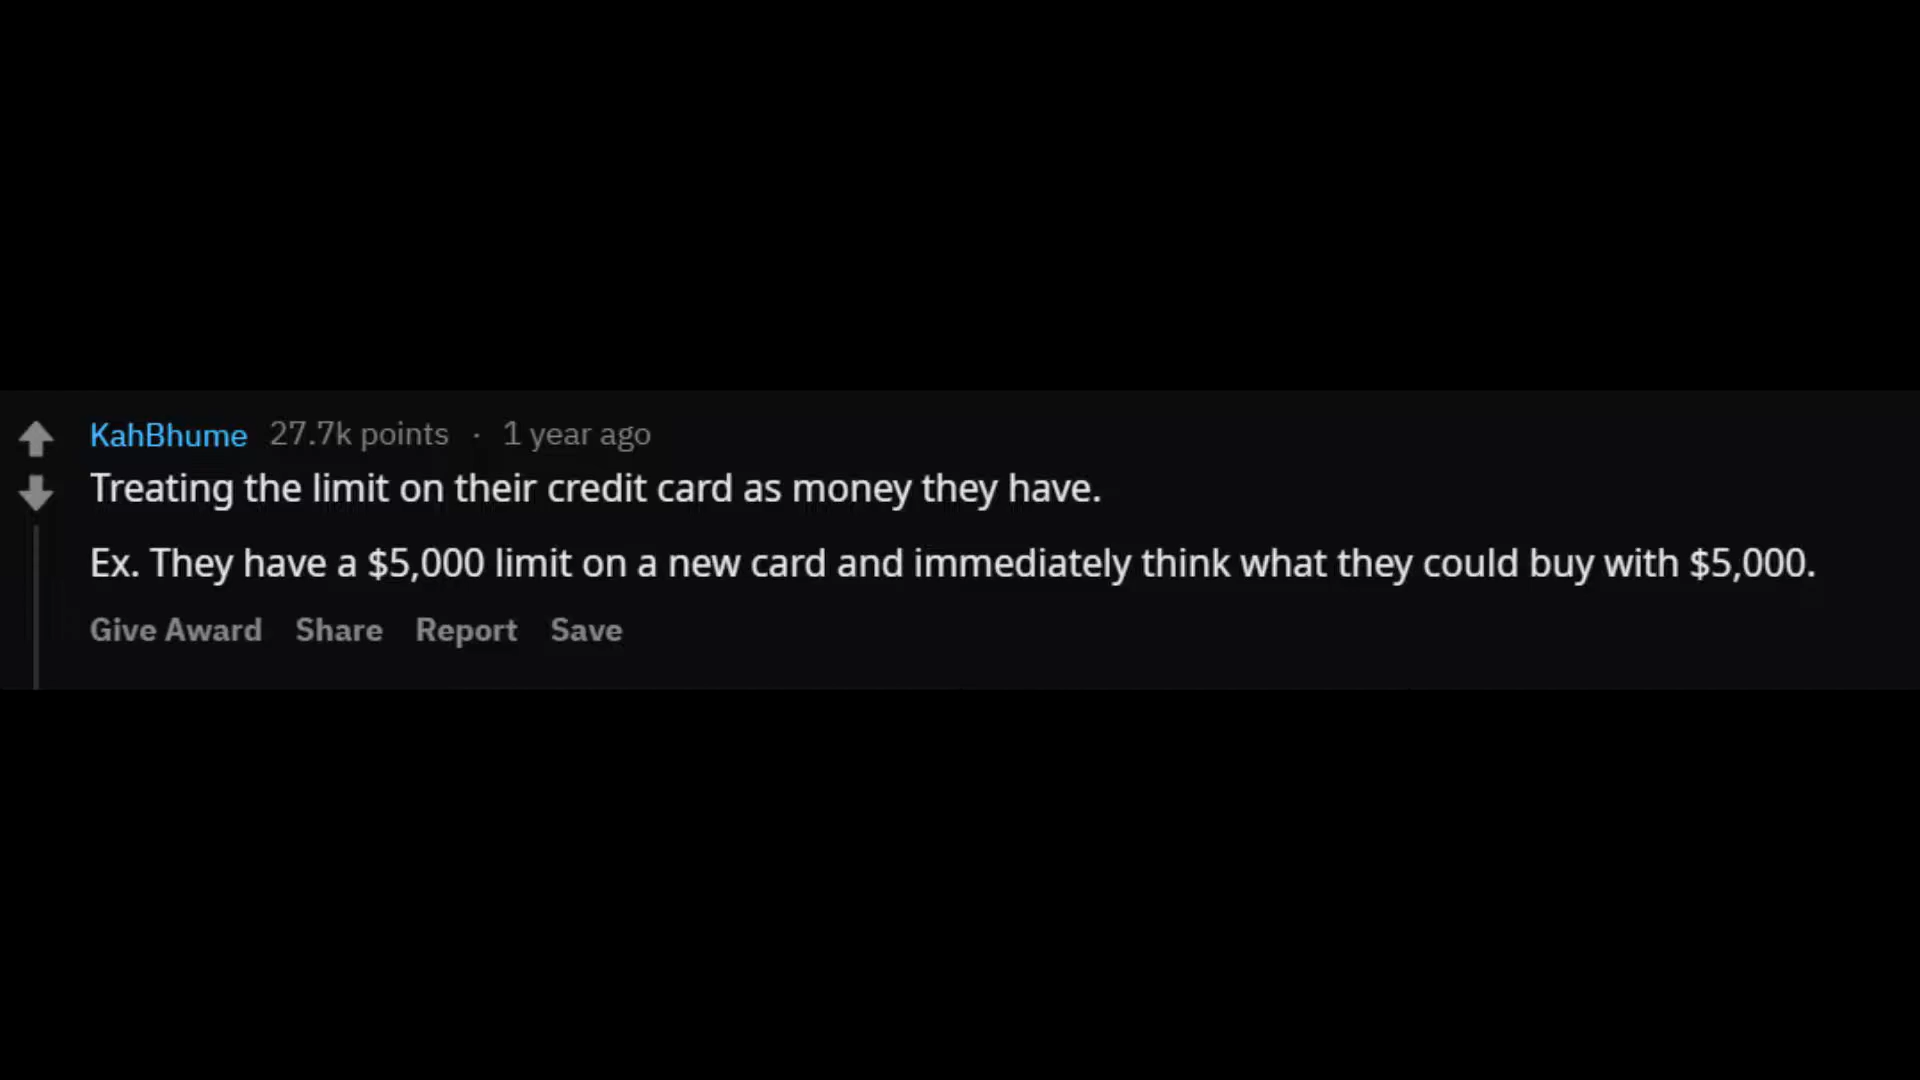 KahBhume 27.7k points · 1 year ago
Treating the limit on their credit card as money they have.
Ex. They have a $5,000 limit on a new card and immediately think what they could buy with $5,000.
Give Award Share Report Save